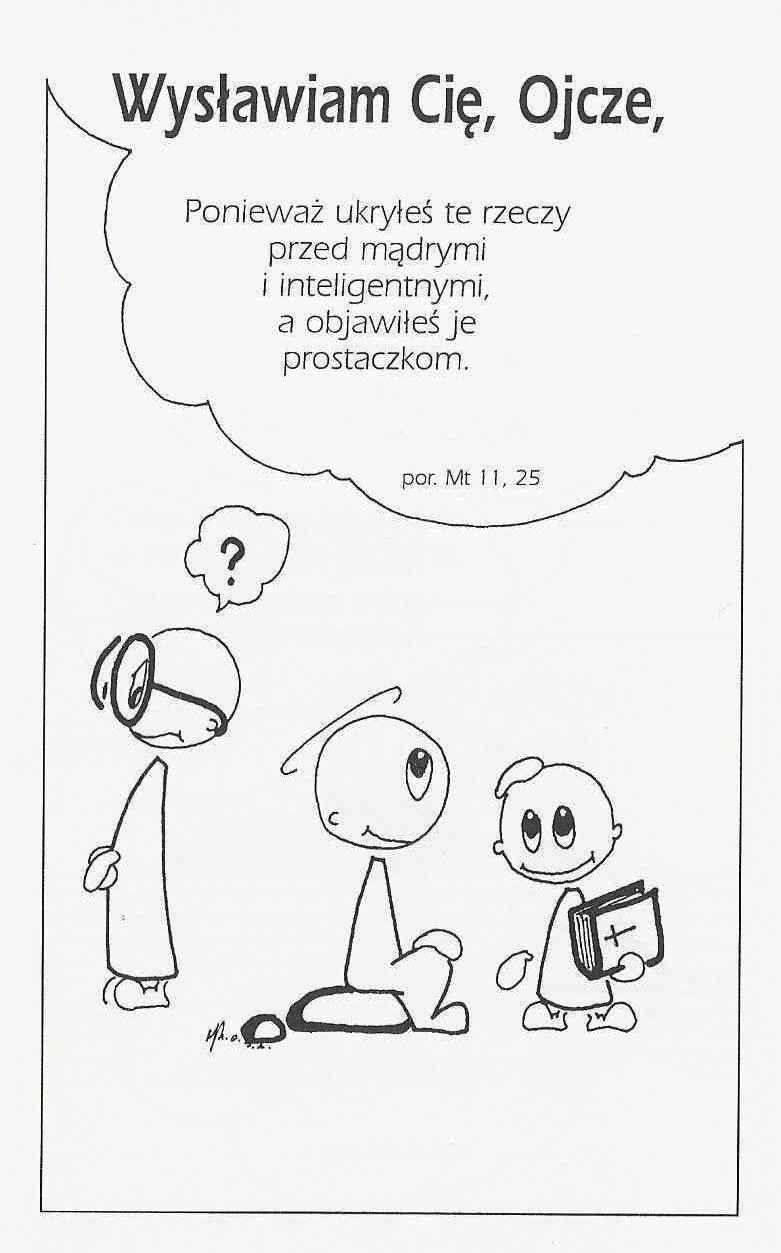 Wysławiam Cię, Ojcze,
Ponieważ ukryłeś te rzeczy
przed mądrymi
i inteligentnymi,
a objawiłeś je
prostaczkom.
por. Mt 11, 25
?